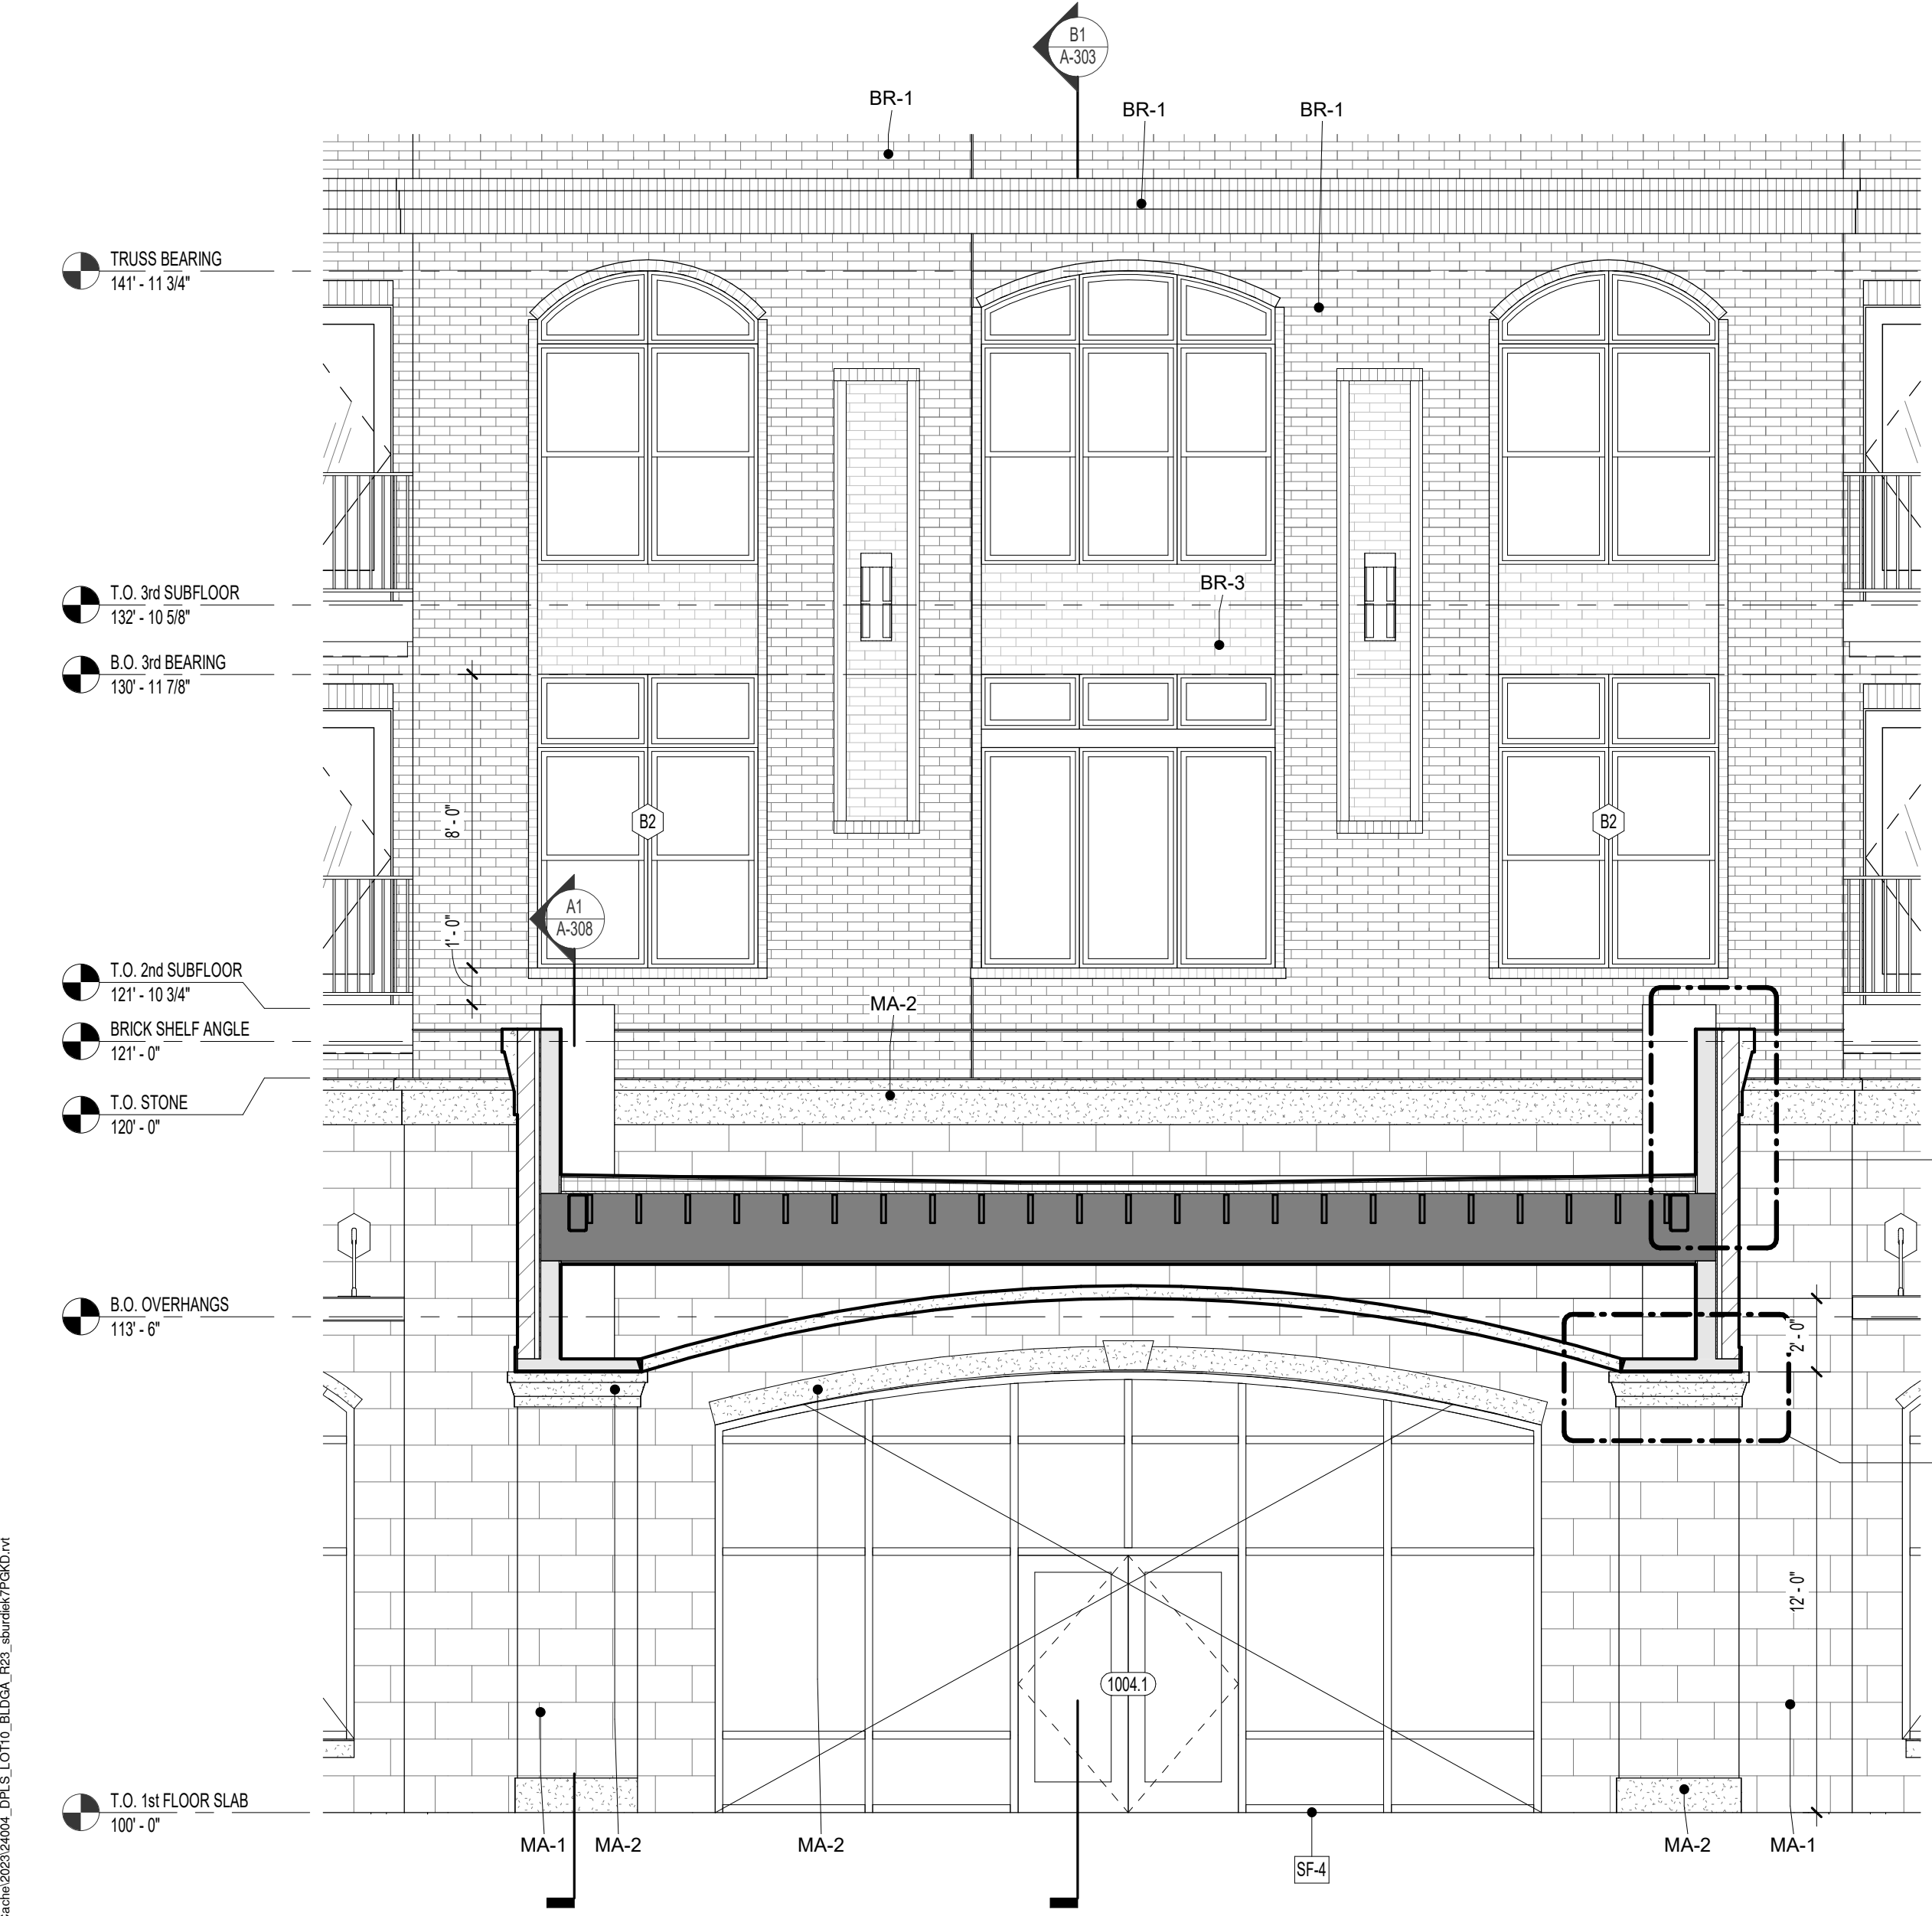 B1
A-303
BR-1
BR-1
BR-1
TRUSS BEARING
141' - 11 3/4"
T.O. 3rd SUBFLOOR
132' - 10 5/8"
BR-3
B.O. 3rd BEARING
130' - 11 7/8"
8' - 0"
B2
B2
A1
A-308
1' - 0"
T.O. 2nd SUBFLOOR
121' - 10 3/4"
MA-2
BRICK SHELF ANGLE
121' - 0"
T.O. STONE
120' - 0"
B.O. OVERHANGS
113' - 6"
2' - 0"
12' - 0"
1004.1
T.O. 1st FLOOR SLAB
100' - 0"
MA-1
MA-2
MA-2
SF-4
MA-2
MA-1
ache\2023\24004_DPLS_LOT10_BLDGA_R23_sburdiek7PGKD.rvt